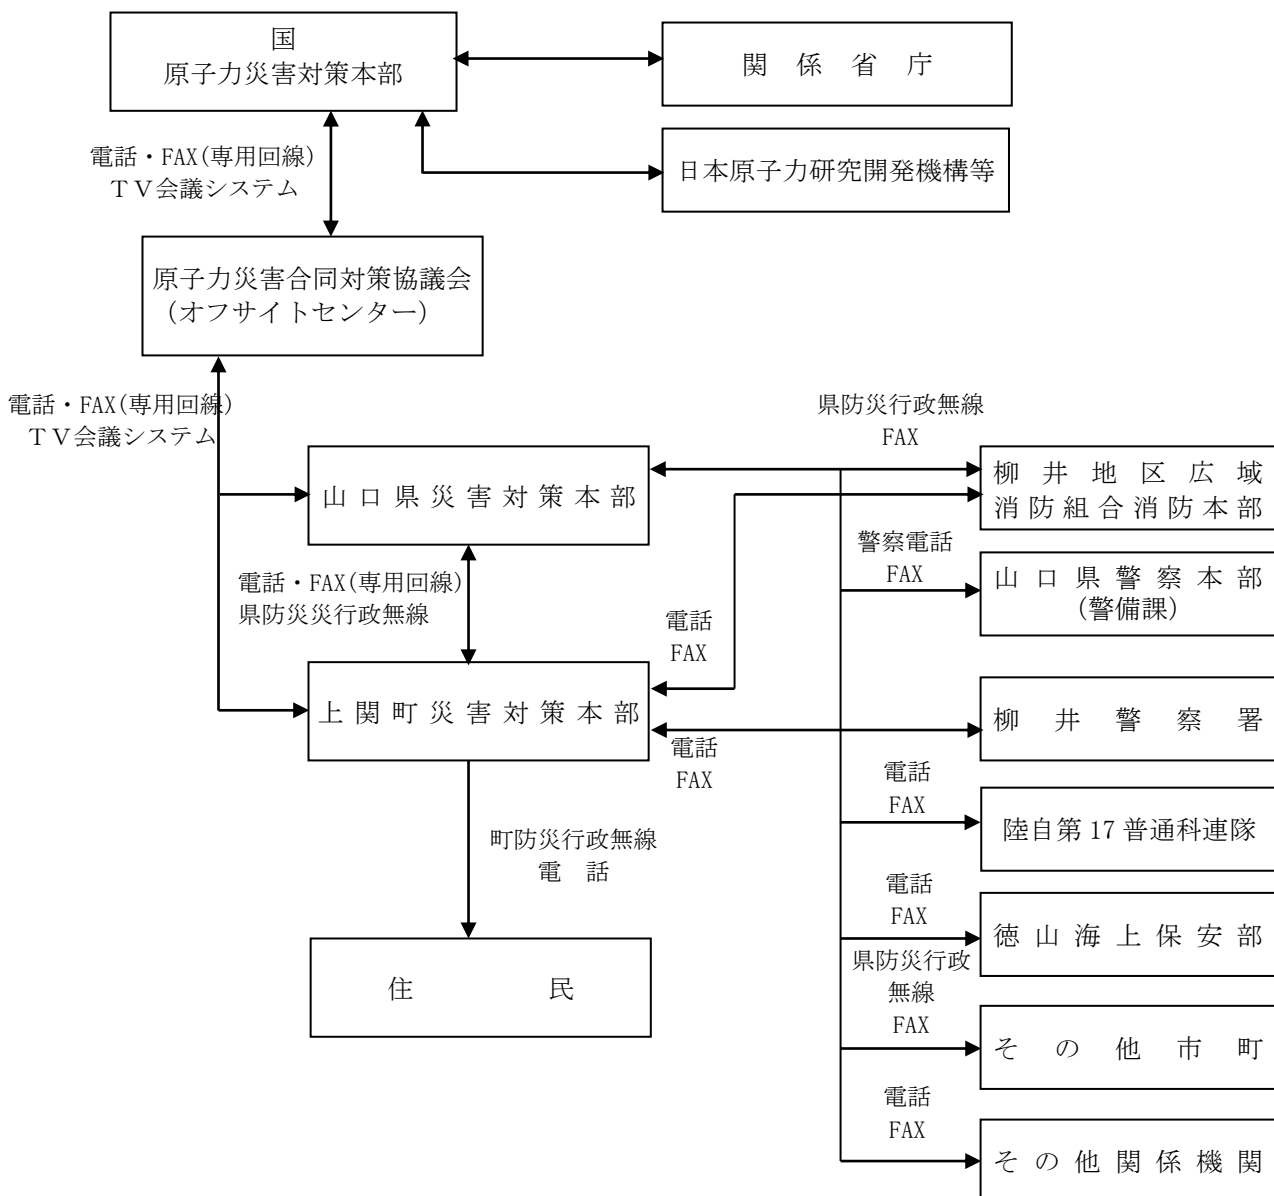 国
原子力災害対策本部
関係省庁
電話・FAX(専用回線)
ＴＶ会議システム
日本原子力研究開発機構等
原子力災害合同対策協議会
(オフサイトセンター)
電話・FAX(専用回線)
ＴＶ会議システム
県防災行政無線
FAX
山口県災害対策本部
柳井地区広域
消防組合消防本部
警察電話
FAX
電話・FAX(専用回線)
県防災災行政無線
山口県警察本部
(警備課)
電話
FAX
上関町災害対策本部
柳井警察署
電話
FAX
電話
FAX
陸自第17普通科連隊
町防災行政無線
電　話
電話
FAX
徳山海上保安部
県防災行政
無線
FAX
住民
その他市町
電話
FAX
その他関係機関